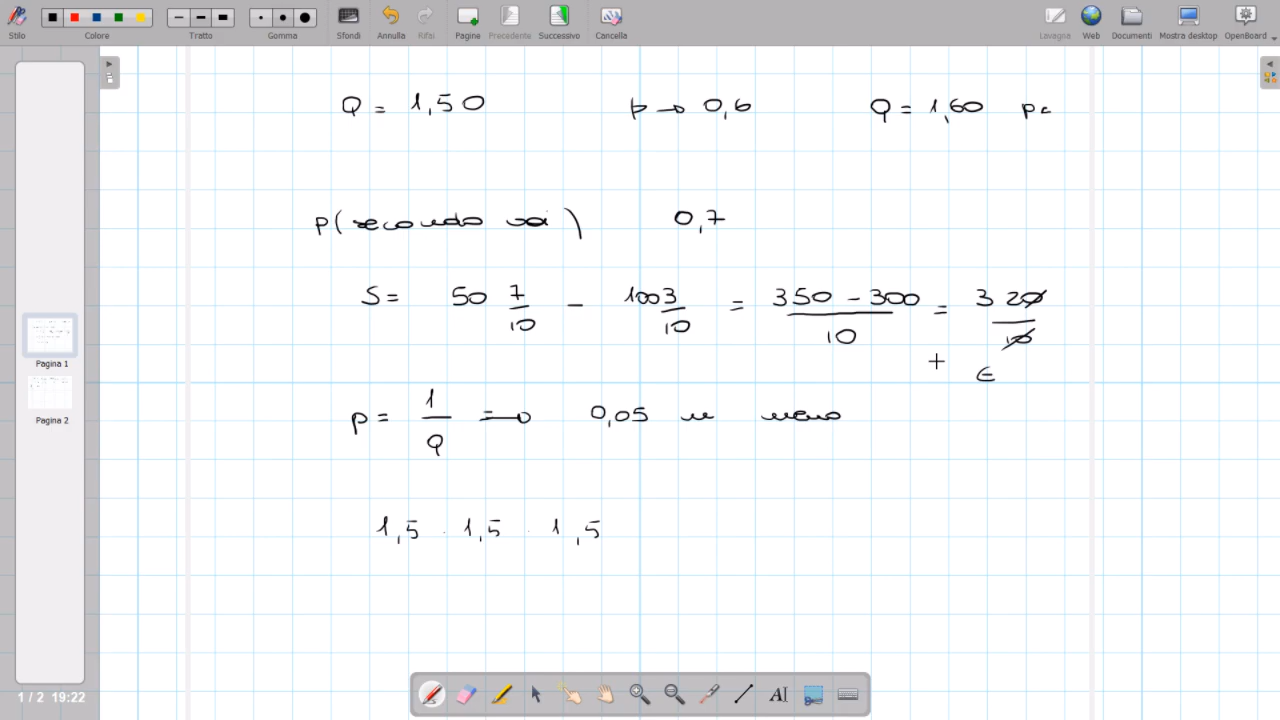 Stilo Colore Tratto Gomma Sfondi Annulla Rifai Pagine Precedente Successivo Cancella Lavagna Web Documenti Mostra desktop OpenBoard
Q = 1,50 p → 0,6 Q = 1,60 p=
p(secondo voi) 0,7
S= 50 7/10 - 100 3/10 = 350 - 300/10 = 320/10
+ €
p = 1/Q ⇒ 0,05 in meno
1,5 . 1,5 . 1,5
Pagina 1
Pagina 2
1 / 2 19:22
AI